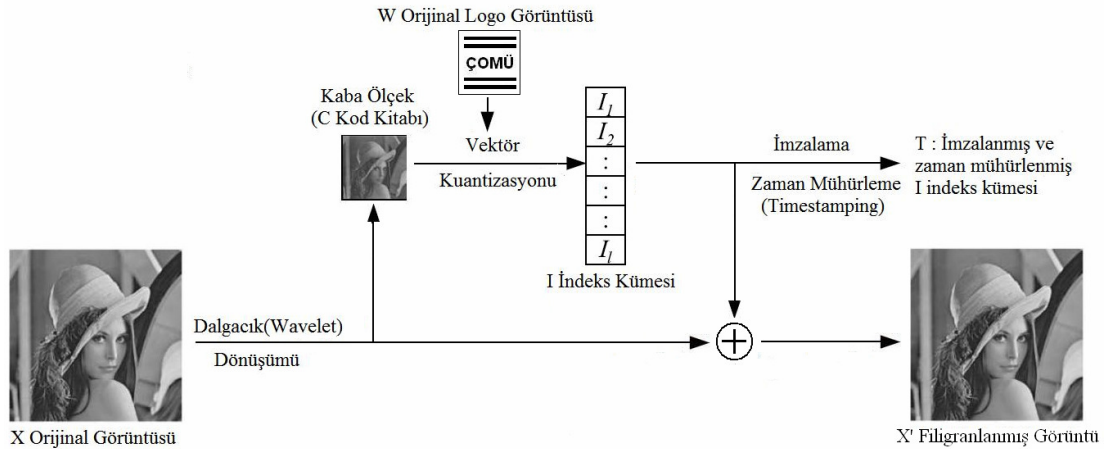 W Orijinal Logo Görüntüsü
ÇOMÜ
Kaba Ölçek
(C Kod Kitabı)
Vektör
Kuantizasyonu
I1
I2
:
:
:
Il
I İndeks Kümesi
İmzalama
Zaman Mühürleme
(Timestamping)
T : İmzalanmış ve
zaman mühürlenmiş
I indeks kümesi
Dalgacık(Wavelet)
Dönüşümü
X Orijinal Görüntüsü
X' Filigranlanmış Görüntü